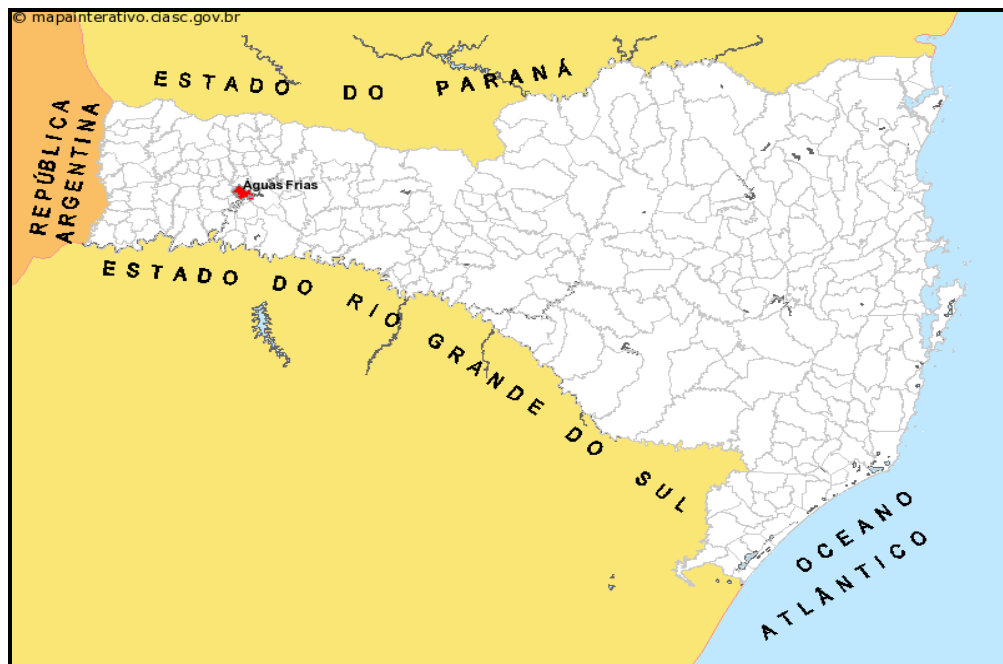 © mapainterativo.ciasc.gov.br
ESTADO DO PARANÁ
REPÚBLICA
ARGENTINA
Águas Frias
ESTADO DO RIO GRANDE DO SUL
OCEANO
ATLÂNTICO